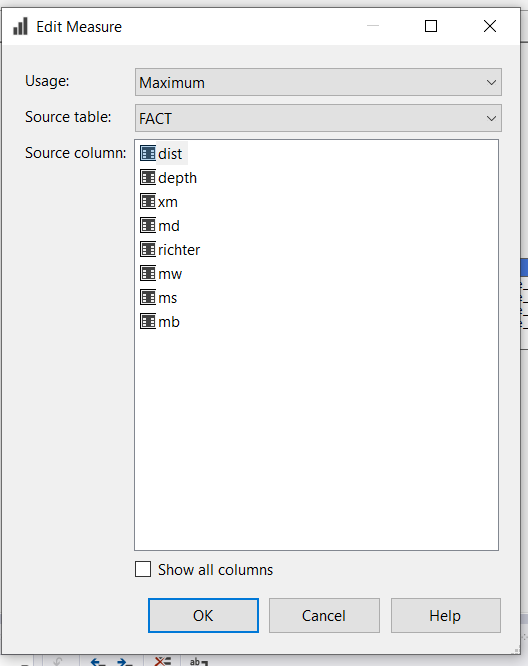 Edit Measure
Usage: Maximum
Source table: FACT
Source column: dist
depth
xm
md
richter
mw
ms
mb
Show all columns
OK Cancel Help
ab